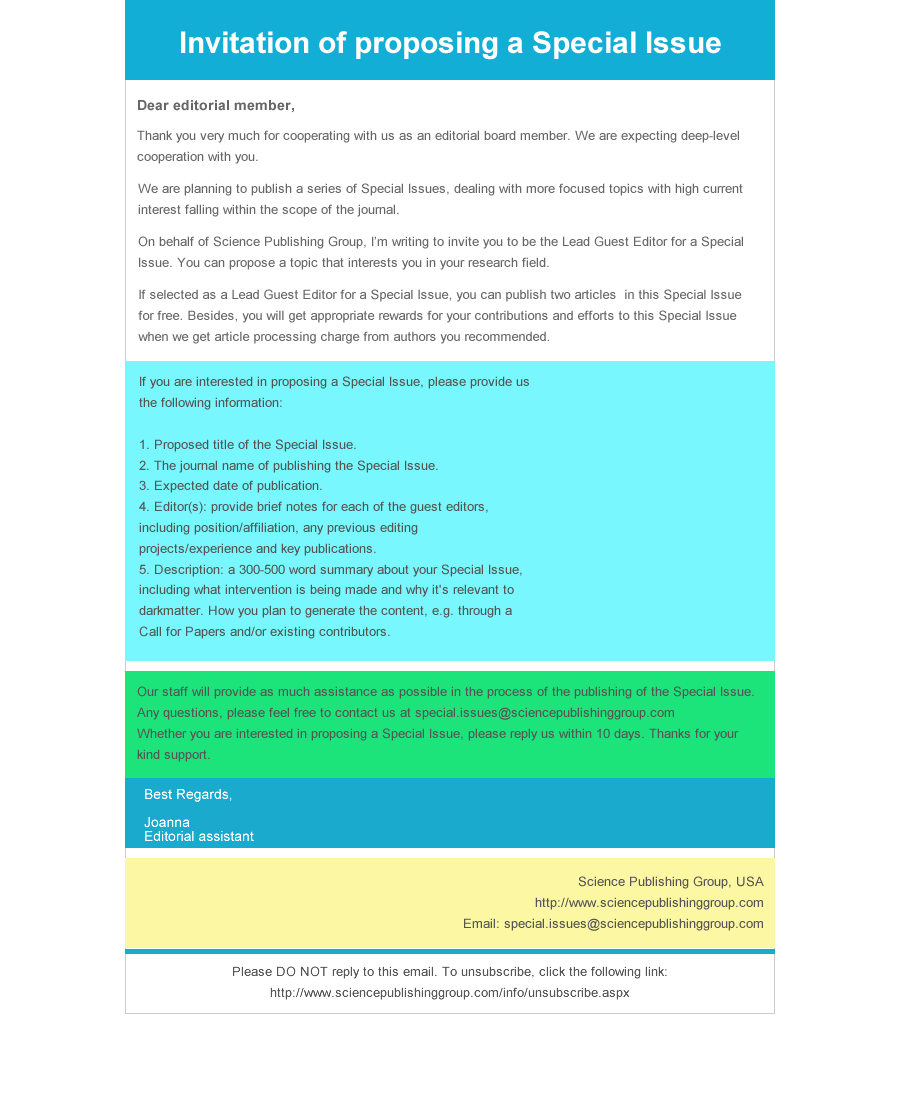 Invitation of proposing a Special Issue
Dear editorial member,
Thank you very much for cooperating with us as an editorial board member. We are expecting deep-level
cooperation with you.
We are planning to publish a series of Special Issues, dealing with more focused topics with high current
interest falling within the scope of the journal.
On behalf of Science Publishing Group, I'm writing to invite you to be the Lead Guest Editor for a Special
Issue. You can propose a topic that interests you in your research field.
If selected as a Lead Guest Editor for a Special Issue, you can publish two articles  in this Special Issue
for free. Besides, you will get appropriate rewards for your contributions and efforts to this Special Issue
when we get article processing charge from authors you recommended.
If you are interested in proposing a Special Issue, please provide us
the following information:
1. Proposed title of the Special Issue.
2. The journal name of publishing the Special Issue.
3. Expected date of publication.
4. Editor(s): provide brief notes for each of the guest editors,
including position/affiliation, any previous editing
projects/experience and key publications.
5. Description: a 300-500 word summary about your Special Issue,
including what intervention is being made and why it's relevant to
darkmatter. How you plan to generate the content, e.g. through a
Call for Papers and/or existing contributors.
Our staff will provide as much assistance as possible in the process of the publishing of the Special Issue.
Any questions, please feel free to contact us at special.issues@sciencepublishinggroup.com
Whether you are interested in proposing a Special Issue, please reply us within 10 days. Thanks for your
kind support.
Best Regards,
Joanna
Editorial assistant
Science Publishing Group, USA
http://www.sciencepublishinggroup.com
Email: special.issues@sciencepublishinggroup.com
Please DO NOT reply to this email. To unsubscribe, click the following link:
http://www.sciencepublishinggroup.com/info/unsubscribe.aspx